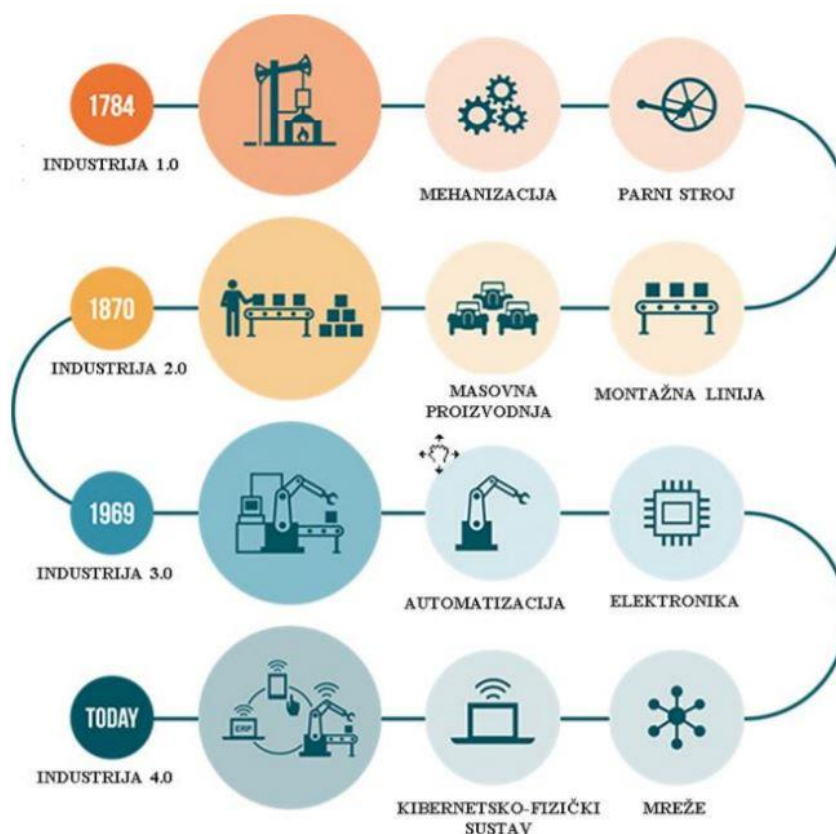 1784
INDUSTRIJA 1.0
MEHANIZACIJA
PARNI STROJ
1870
INDUSTRIJA 2.0
MASOVNA
PROIZVODNJA
MONTAŽNA LINIJA
1969
INDUSTRIJA 3.0
AUTOMATIZACIJA
ELEKTRONIKA
TODAY
INDUSTRIJA 4.0
ERP
KIBERNETSKO-FIZIČKI
SUSTAV
MREŽE